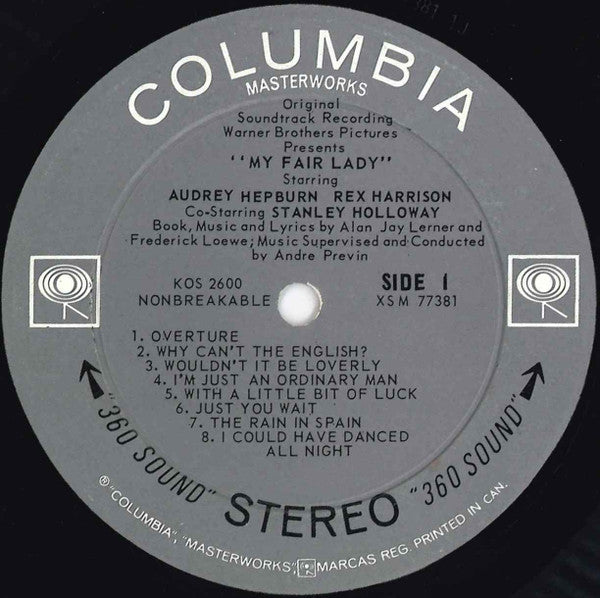 COLUMBIA
MASTERWORKS
Original
Soundtrack Recording
Warner Brothers Pictures
Presents
"MY FAIR LADY"
Starring
AUDREY HEPBURN REX HARRISON
Co-Starring STANLEY HOLLOWAY
Book, Music and Lyrics by Alan Jay Lerner and
Frederick Loewe; Music Supervised and Conducted
by Andre Previn
KOS 2600
NONBREAKABLE
SIDE 1
XSM 77381
1. OVERTURE
2. WHY CAN'T THE ENGLISH?
3. WOULDN'T IT BE LOVERLY
4. I'M JUST AN ORDINARY MAN
5. WITH A LITTLE BIT OF LUCK
6. JUST YOU WAIT
7. THE RAIN IN SPAIN
8. I COULD HAVE DANCED
ALL NIGHT
"360 SOUND" STEREO "360 SOUND"
® "COLUMBIA", "MASTERWORKS", MARCAS REG. PRINTED IN CAN.